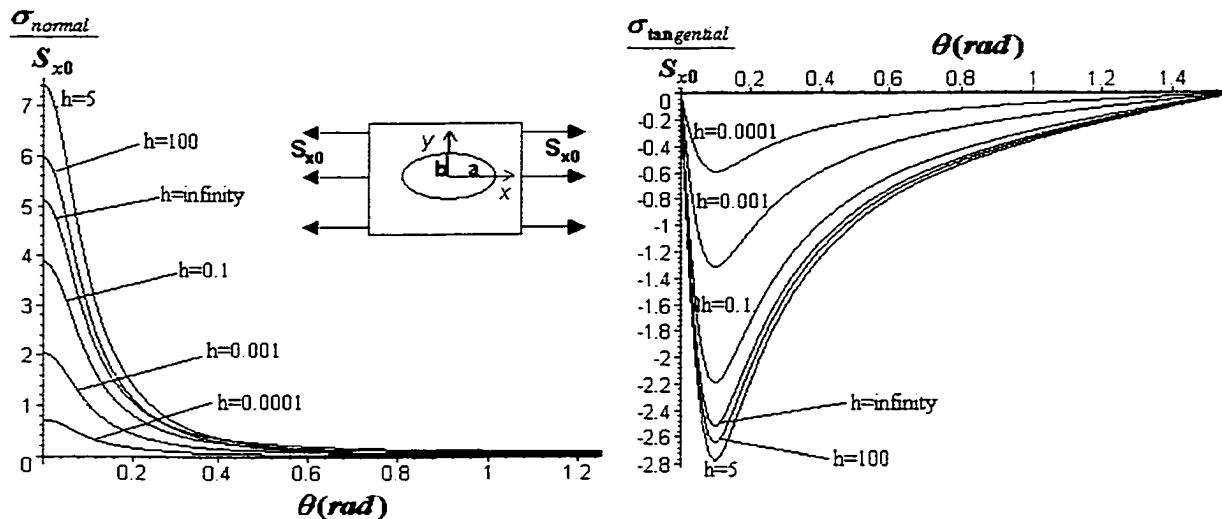 σnormal
Sx0
7
6
5
4
3
2
1
0
h=5
h=100
h=infinity
h=0.1
h=0.001
h=0.0001
0.2
0.4
0.6
0.8
1
1.2
θ(rad)
Sx0
y
b
a
x
Sx0
σtangential
Sx0
θ(rad)
0.2
0.4
0.6
0.8
1
1.2
1.4
0
-0.2
-0.4
-0.6
-0.8
-1
-1.2
-1.4
-1.6
-1.8
-2
-2.2
-2.4
-2.6
-2.8
h=0.0001
h=0.001
h=0.1
h=infinity
h=100
h=5